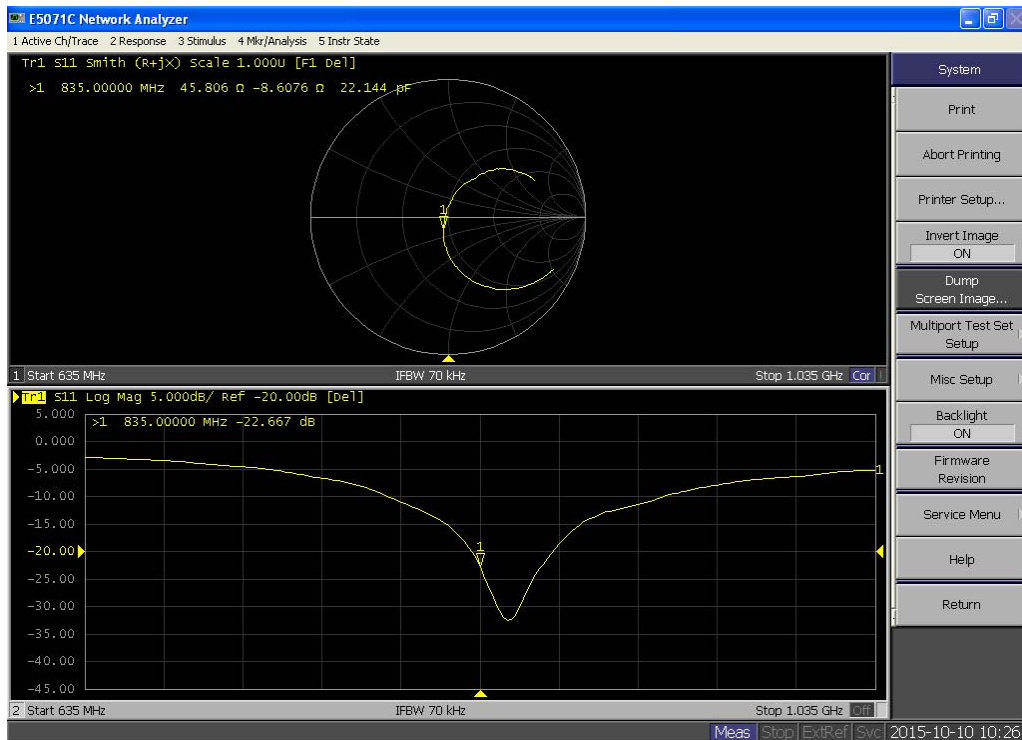 E5071C Network Analyzer
1 Active Ch/Trace 2 Response 3 Stimulus 4 Mkr/Analysis 5 Instr State
Tr1 S11 Smith (R+jX) Scale 1.000U [F1 Del]
>1 835.00000 MHz 45.806 Ω -8.6076 Ω 22.144 pF
1
1 Start 635 MHz IFBW 70 kHz Stop 1.035 GHz Cor
Tr1 S11 Log Mag 5.000dB/ Ref -20.00dB [Del]
>1 835.00000 MHz -22.667 dB
5.000
0.000
-5.000
-10.00
-15.00
-20.00
-25.00
-30.00
-35.00
-40.00
-45.00
1
1
2 Start 635 MHz IFBW 70 kHz Stop 1.035 GHz Off
System
Print
Abort Printing
Printer Setup...
Invert Image
ON
Dump
Screen Image...
Multiport Test Set
Setup
Misc Setup
Backlight
ON
Firmware
Revision
Service Menu
Help
Return
Meas Stop ExtRef Svc 2015-10-10 10:26